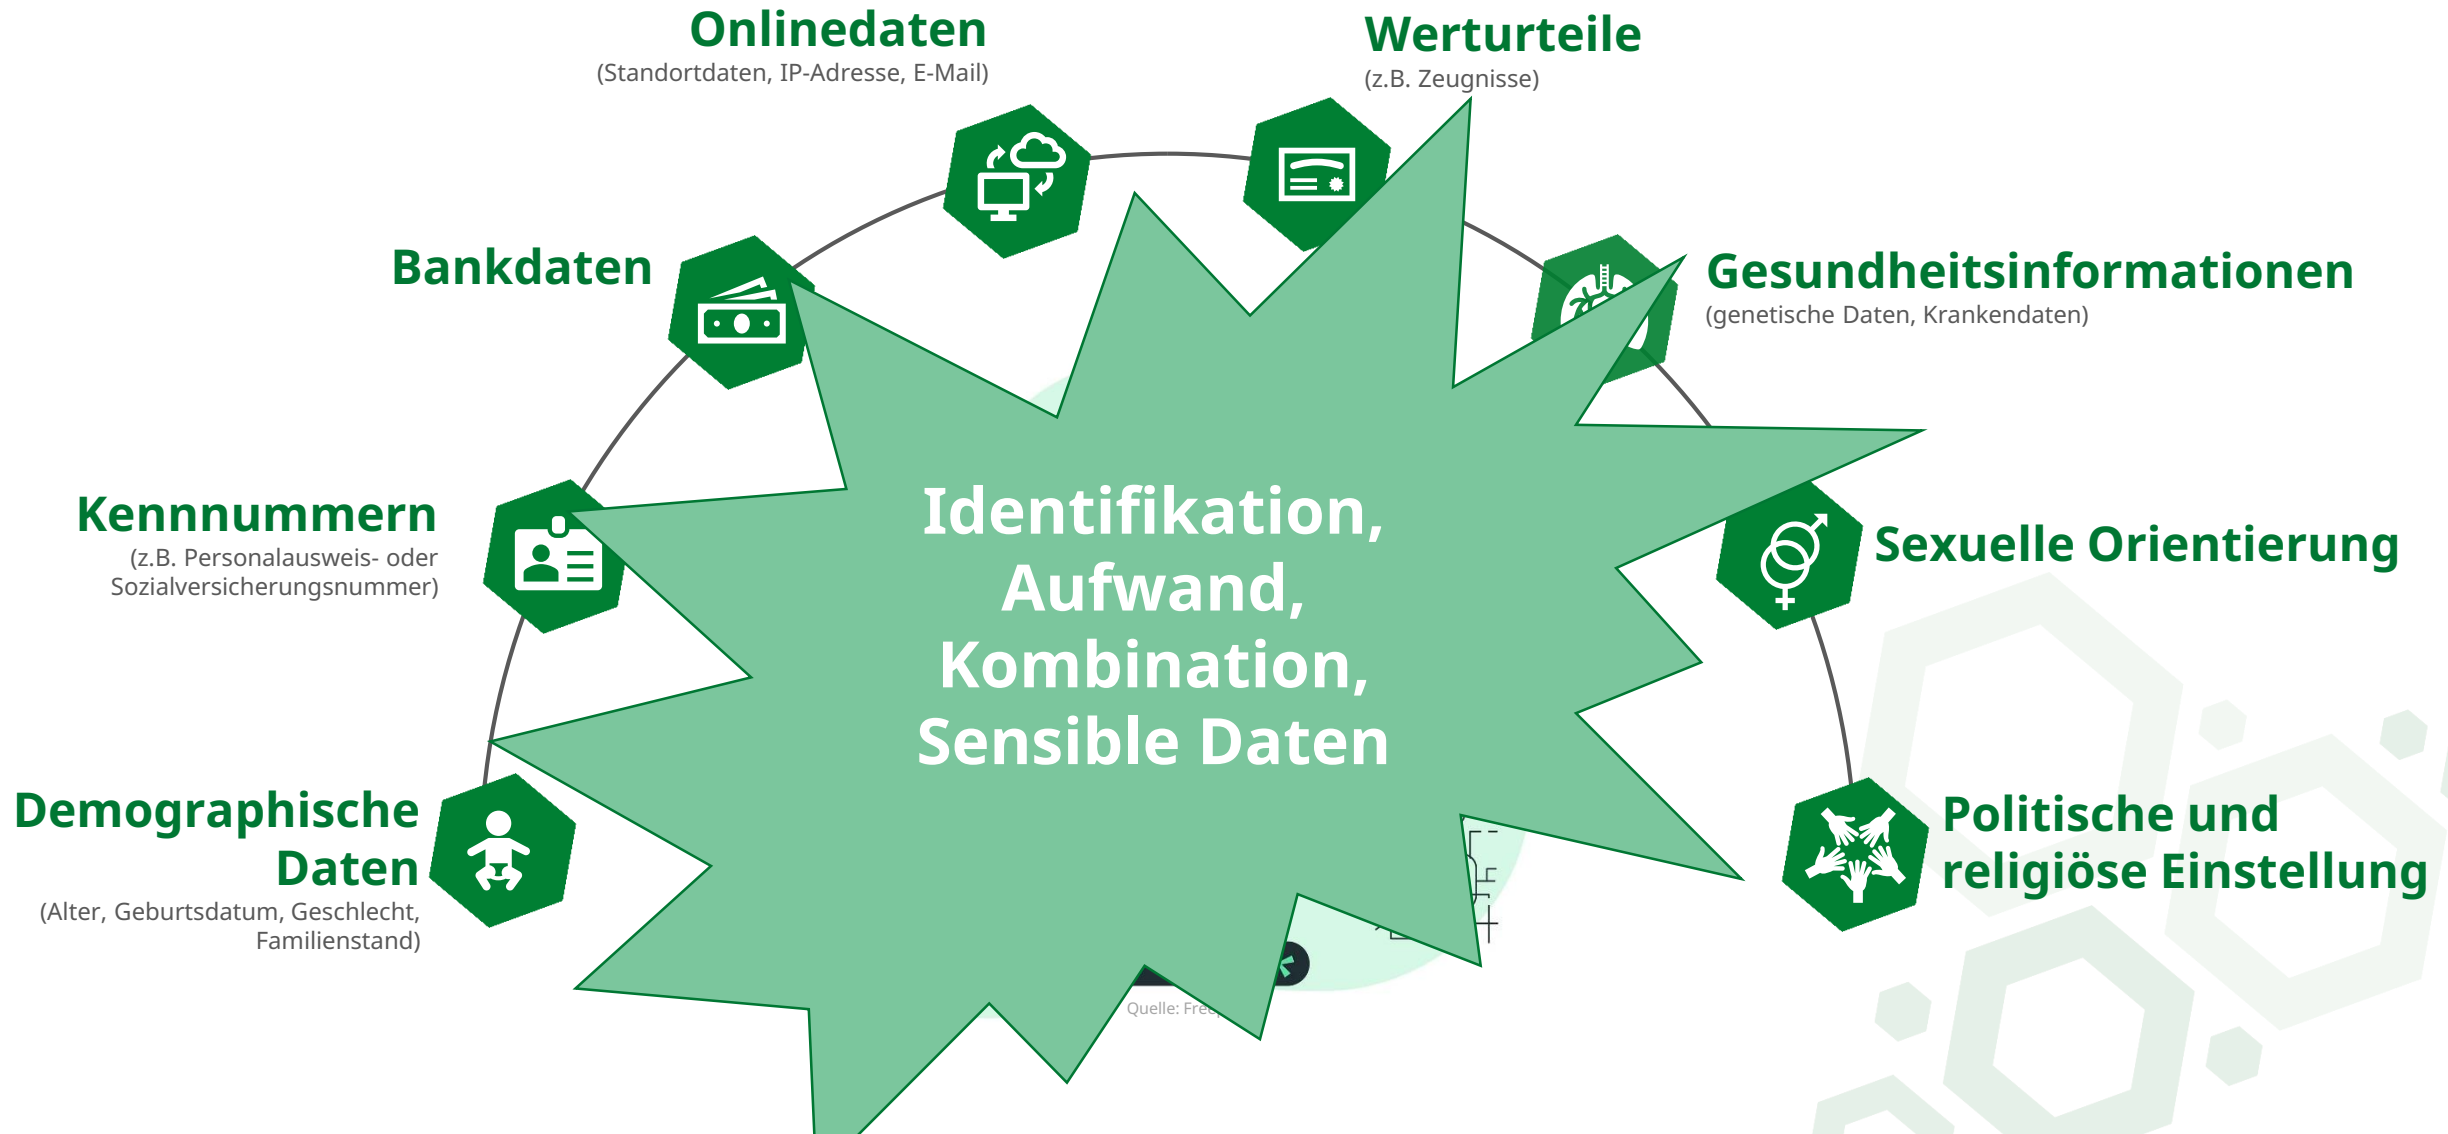 Onlinedaten
(Standortdaten, IP-Adresse, E-Mail)
Werturteile
(z.B. Zeugnisse)
Bankdaten
Gesundheitsinformationen
(genetische Daten, Krankendaten)
Kennnummern
(z.B. Personalausweis- oder
Sozialversicherungsnummer)
Identifikation,
Aufwand,
Kombination,
Sensible Daten
Sexuelle Orientierung
Demographische
Daten
(Alter, Geburtsdatum, Geschlecht,
Familienstand)
Politische und
religiöse Einstellung
Quelle: